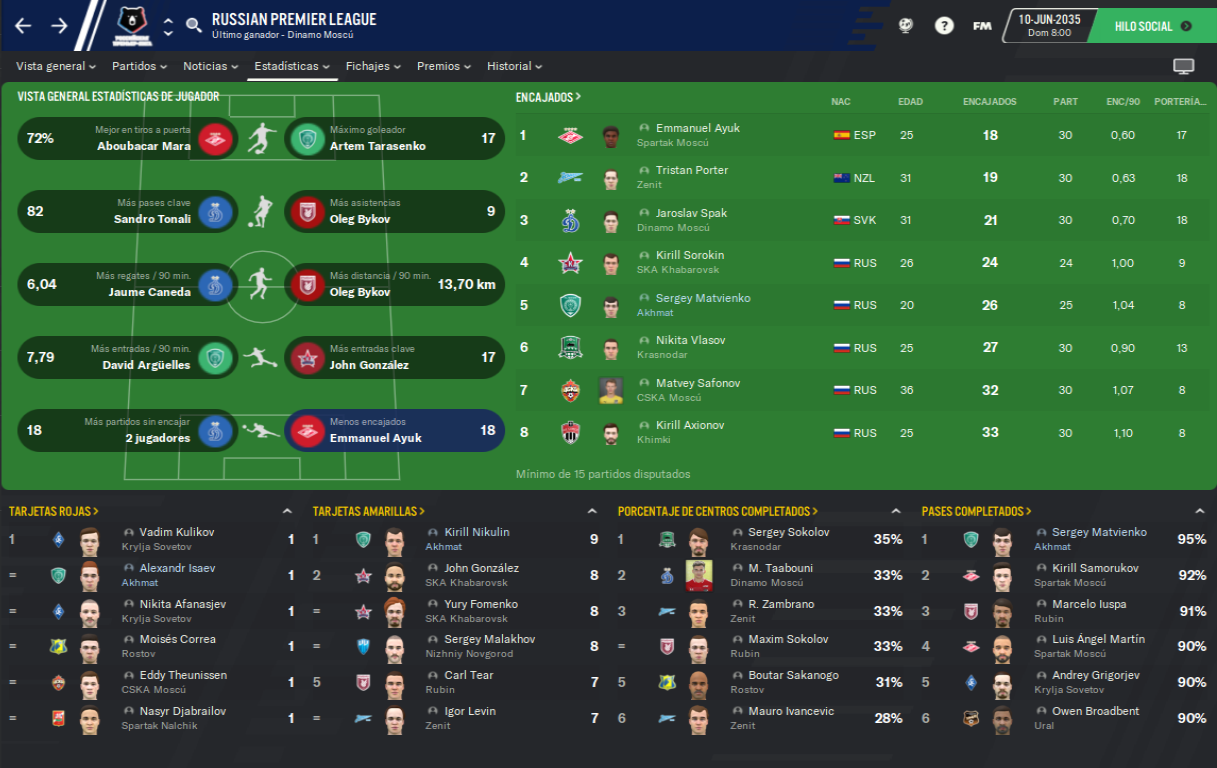 RUSSIAN PREMIER LEAGUE
Último ganador - Dinamo Moscú
FM
10-JUN-2035
Dom 8:00
HILO SOCIAL
Vista general Partidos Noticias Estadísticas Fichajes Premios Historial
VISTA GENERAL ESTADÍSTICAS DE JUGADOR
72% Mejor en tiros a puerta Aboubacar Mara
Máximo goleador Artem Tarasenko 17
82 Más pases clave Sandro Tonali
Más asistencias Oleg Bykov 9
6,04 Más regates / 90 min. Jaume Caneda
Más distancia / 90 min. Oleg Bykov 13,70 km
7,79 Más entradas / 90 min. David Argüelles
Más entradas clave John González 17
18 Más partidos sin encajar 2 jugadores
Menos encajados Emmanuel Ayuk 18
ENCAJADOS > NAC EDAD ENCAJADOS PART ENC/90 PORTERÍA...
1 Emmanuel Ayuk ESP 25 18 30 0,60 17
Spartak Moscú
2 Tristan Porter NZL 31 19 30 0,63 18
Zenit
3 Jaroslav Spak SVK 31 21 30 0,70 18
Dinamo Moscú
4 Kirill Sorokin RUS 26 24 24 1,00 9
SKA Khabarovsk
5 Sergey Matvienko RUS 20 26 25 1,04 8
Akhmat
6 Nikita Vlasov RUS 25 27 30 0,90 13
Krasnodar
7 Matvey Safonov RUS 36 32 30 1,07 8
CSKA Moscú
8 Kirill Axionov RUS 25 33 30 1,10 8
Khimki
Mínimo de 15 partidos disputados
TARJETAS ROJAS >
1 Vadim Kulikov 1
Krylja Sovetov
= Alexandr Isaev 1
Akhmat
= Nikita Afanasjev 1
Krylja Sovetov
= Moisés Correa 1
Rostov
= Eddy Theunissen 1
CSKA Moscú
= Nasyr Djabrailov 1
Spartak Nalchik
TARJETAS AMARILLAS >
1 Kirill Nikulin 9
Akhmat
2 John González 8
SKA Khabarovsk
= Yury Fomenko 8
SKA Khabarovsk
= Sergey Malakhov 8
Nizhniy Novgorod
5 Carl Tear 7
Rubin
= Igor Levin 7
Zenit
PORCENTAJE DE CENTROS COMPLETADOS >
1 Sergey Sokolov 35%
Krasnodar
2 M. Taabouni 33%
Dinamo Moscú
3 R. Zambrano 33%
Zenit
= Maxim Sokolov 33%
Rubin
5 Boutar Sakanogo 31%
Rostov
6 Mauro Ivancevic 28%
Zenit
PASES COMPLETADOS >
1 Sergey Matvienko 95%
Akhmat
2 Kirill Samorukov 92%
Spartak Moscú
3 Marcelo Iuspa 91%
Rubin
4 Luis Ángel Martín 90%
Spartak Moscú
5 Andrey Grigorjev 90%
Krylja Sovetov
6 Owen Broadbent 90%
Ural